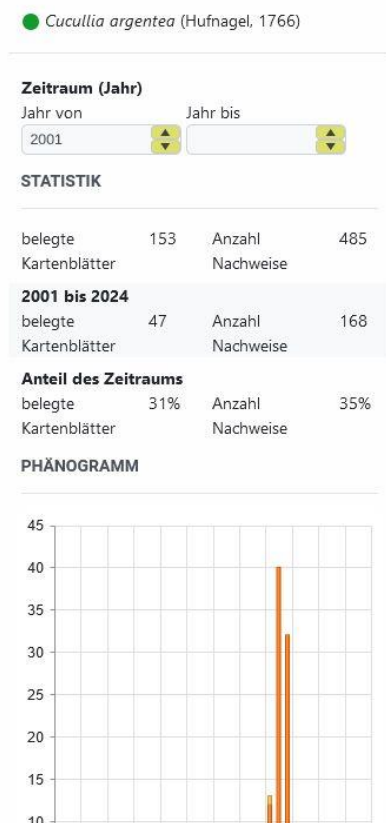 Cucullia argentea (Hufnagel, 1766)
Zeitraum (Jahr)
Jahr von Jahr bis
2001
STATISTIK
belegte 153 Anzahl 485
Kartenblätter Nachweise
2001 bis 2024
belegte 47 Anzahl 168
Kartenblätter Nachweise
Anteil des Zeitraums
belegte 31% Anzahl 35%
Kartenblätter Nachweise
PHÄNOGRAMM
45
40
35
30
25
20
15
10